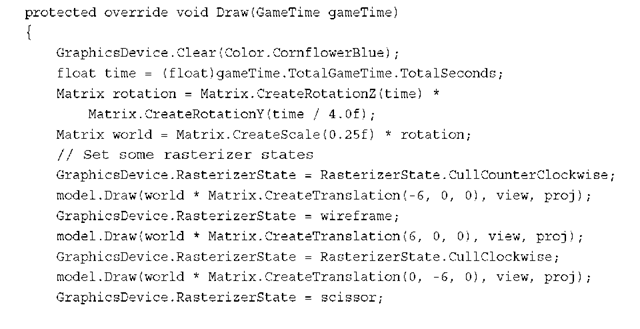 protected override void Draw(GameTime gameTime)
{
GraphicsDevice.Clear(Color.CornflowerBlue);
float time = (float)gameTime.TotalGameTime.TotalSeconds;
Matrix rotation = Matrix.CreateRotationZ(time) *
Matrix.CreateRotationY(time / 4.0f);
Matrix world = Matrix.CreateScale(0.25f) * rotation;
// Set some rasterizer states
GraphicsDevice.RasterizerState = RasterizerState.CullCounterClockwise;
model.Draw(world * Matrix.CreateTranslation(-6, 0, 0), view, proj);
GraphicsDevice.RasterizerState = wireframe;
model.Draw(world * Matrix.CreateTranslation(6, 0, 0), view, proj);
GraphicsDevice.RasterizerState = RasterizerState.CullClockwise;
model.Draw(world * Matrix.CreateTranslation(0, -6, 0), view, proj);
GraphicsDevice.RasterizerState = scissor;